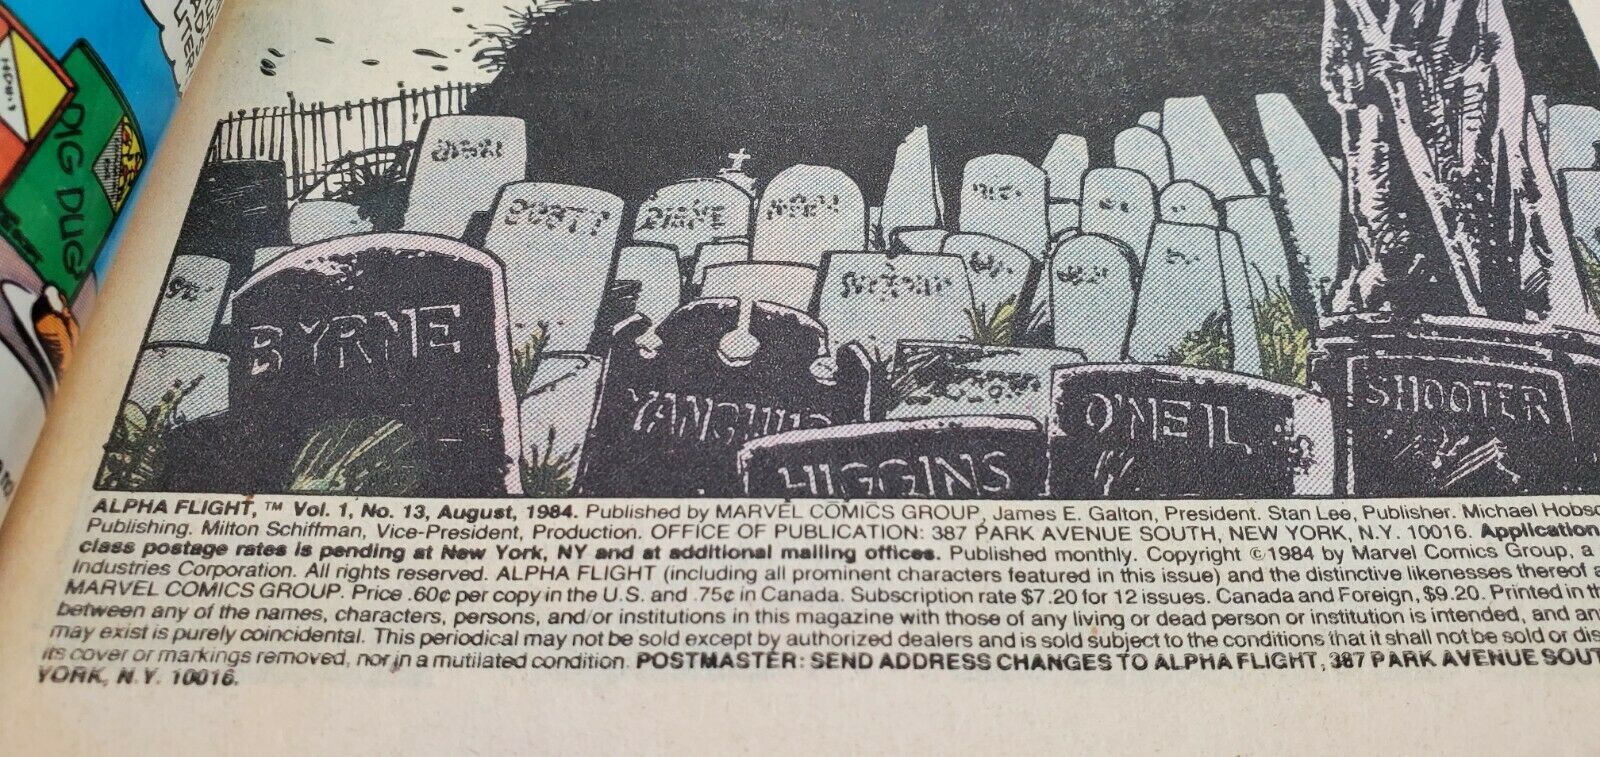 DIG DUG
BYRNE
YANCHUS
HIGGINS
O'NEIL
SHOOTER
ALPHA FLIGHT, ™ Vol. 1, No. 13, August, 1984. Published by MARVEL COMICS GROUP, James E. Galton, President. Stan Lee, Publisher. Michael Hobso
Publishing. Milton Schiffman, Vice-President, Production. OFFICE OF PUBLICATION: 387 PARK AVENUE SOUTH, NEW YORK, N.Y. 10016. Application
class postage rates is pending at New York, NY and at additional mailing offices. Published monthly. Copyright ©1984 by Marvel Comics Group, a
Industries Corporation. All rights reserved. ALPHA FLIGHT (including all prominent characters featured in this issue) and the distinctive likenesses thereof a
MARVEL COMICS GROUP. Price .60¢ per copy in the U.S. and .75¢ in Canada. Subscription rate $7.20 for 12 issues. Canada and Foreign, $9.20. Printed in th
between any of the names, characters, persons, and/or institutions in this magazine with those of any living or dead person or institution is intended, and any
may exist is purely coincidental. This periodical may not be sold except by authorized dealers and is sold subject to the conditions that it shall not be sold or dis
its cover or markings removed, nor in a mutilated condition. POSTMASTER: SEND ADDRESS CHANGES TO ALPHA FLIGHT, 387 PARK AVENUE SOUT
YORK, N.Y. 10016.